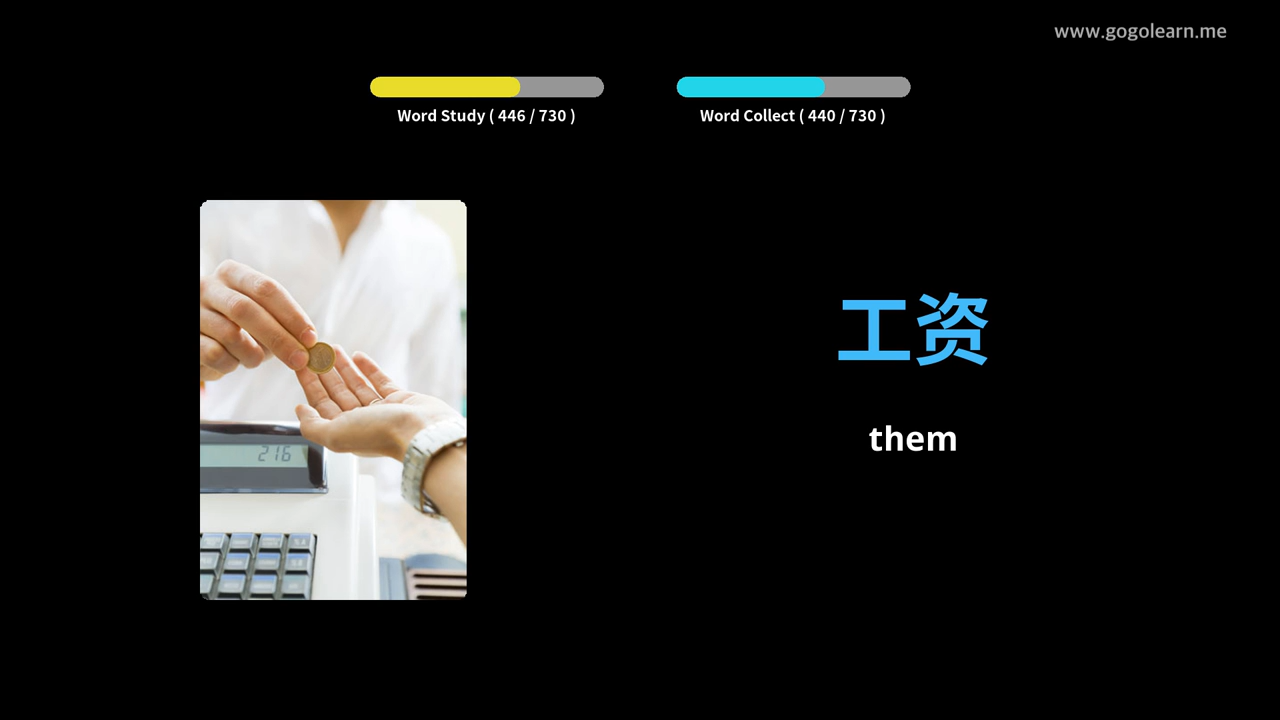 www.gogolearn.me
Word Study ( 446 / 730 )
Word Collect ( 440 / 730 )
工资
them
216